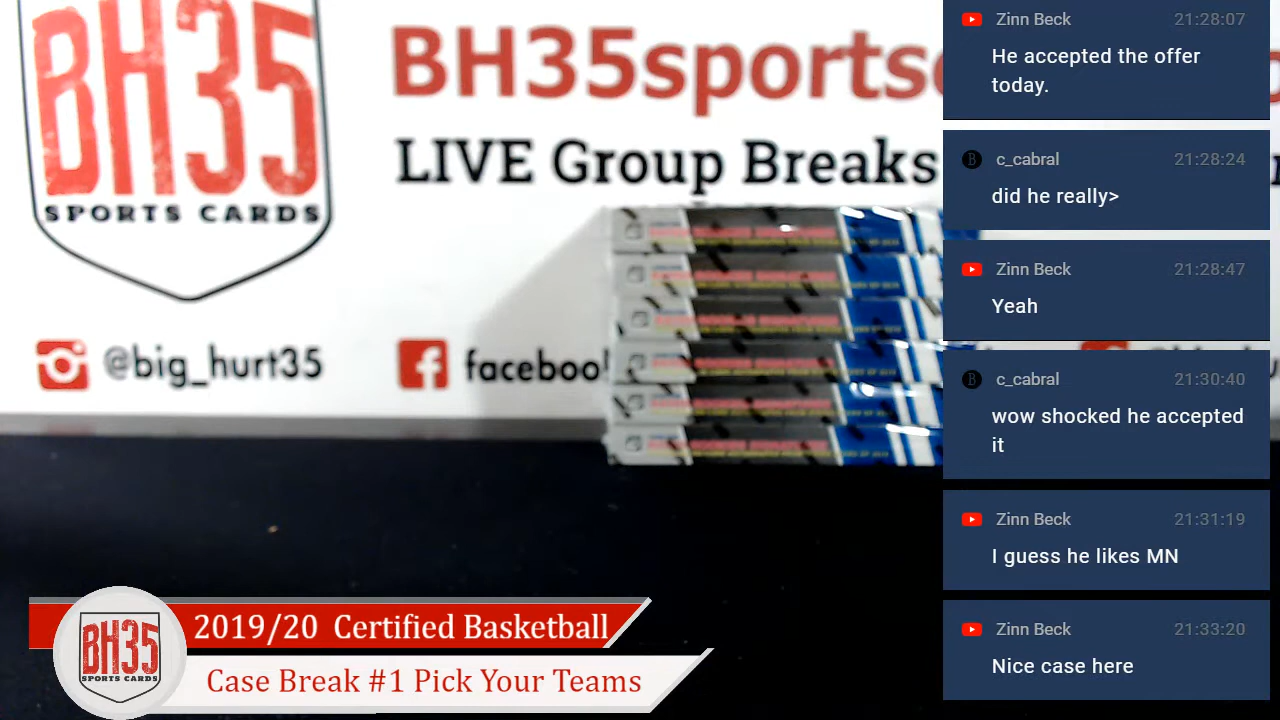 BH35
SPORTS CARDS
BH35sports
LIVE Group Breaks
@big_hurt35
faceboo
2019/20 Certified Basketball
Case Break #1 Pick Your Teams
BH35
SPORTS CARDS
Zinn Beck 21:28:07
He accepted the offer
today.
c_cabral 21:28:24
did he really>
Zinn Beck 21:28:47
Yeah
c_cabral 21:30:40
wow shocked he accepted
it
Zinn Beck 21:31:19
I guess he likes MN
Zinn Beck 21:33:20
Nice case here